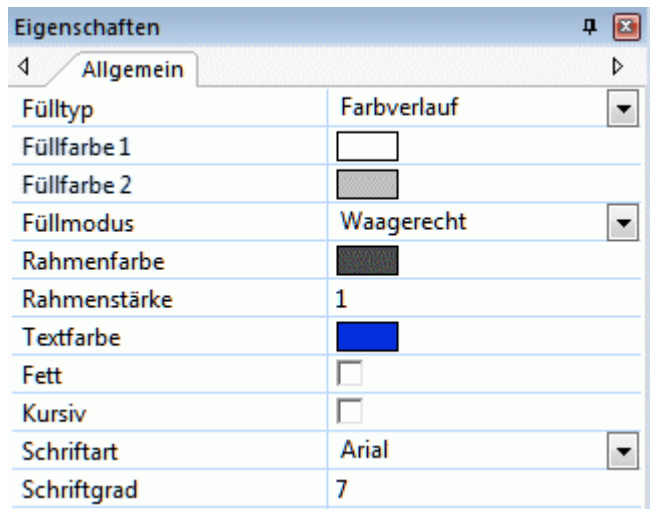 Eigenschaften
Allgemein
Fülltyp Farbverlauf
Füllfarbe 1
Füllfarbe 2
Füllmodus Waagerecht
Rahmenfarbe
Rahmenstärke 1
Textfarbe
Fett
Kursiv
Schriftart Arial
Schriftgrad 7